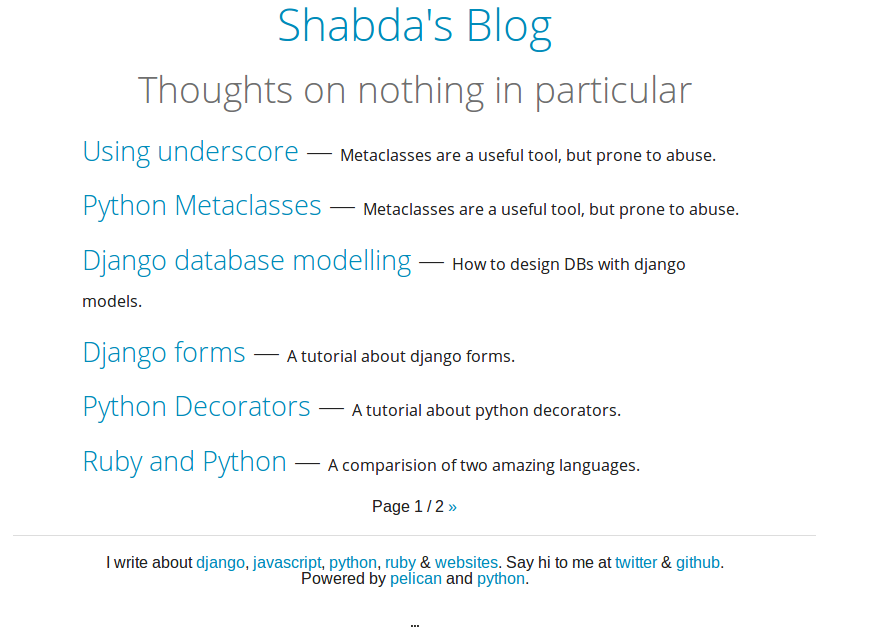 Shabda's Blog
Thoughts on nothing in particular
Using underscore — Metaclasses are a useful tool, but prone to abuse.
Python Metaclasses — Metaclasses are a useful tool, but prone to abuse.
Django database modelling — How to design DBs with django
models.
Django forms — A tutorial about django forms.
Python Decorators — A tutorial about python decorators.
Ruby and Python — A comparision of two amazing languages.
Page 1 / 2 »
I write about django, javascript, python, ruby & websites. Say hi to me at twitter & github.
Powered by pelican and python.
...